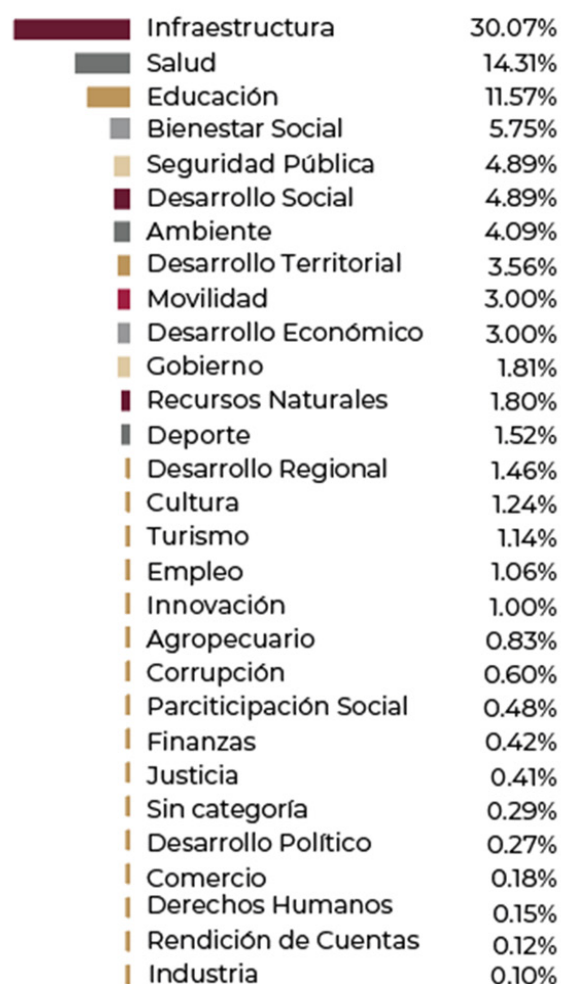 Infraestructura 30.07%
Salud 14.31%
Educación 11.57%
Bienestar Social 5.75%
Seguridad Pública 4.89%
Desarrollo Social 4.89%
Ambiente 4.09%
Desarrollo Territorial 3.56%
Movilidad 3.00%
Desarrollo Económico 3.00%
Gobierno 1.81%
Recursos Naturales 1.80%
Deporte 1.52%
Desarrollo Regional 1.46%
Cultura 1.24%
Turismo 1.14%
Empleo 1.06%
Innovación 1.00%
Agropecuario 0.83%
Corrupción 0.60%
Parciticipación Social 0.48%
Finanzas 0.42%
Justicia 0.41%
Sin categoría 0.29%
Desarrollo Político 0.27%
Comercio 0.18%
Derechos Humanos 0.15%
Rendición de Cuentas 0.12%
Industria 0.10%